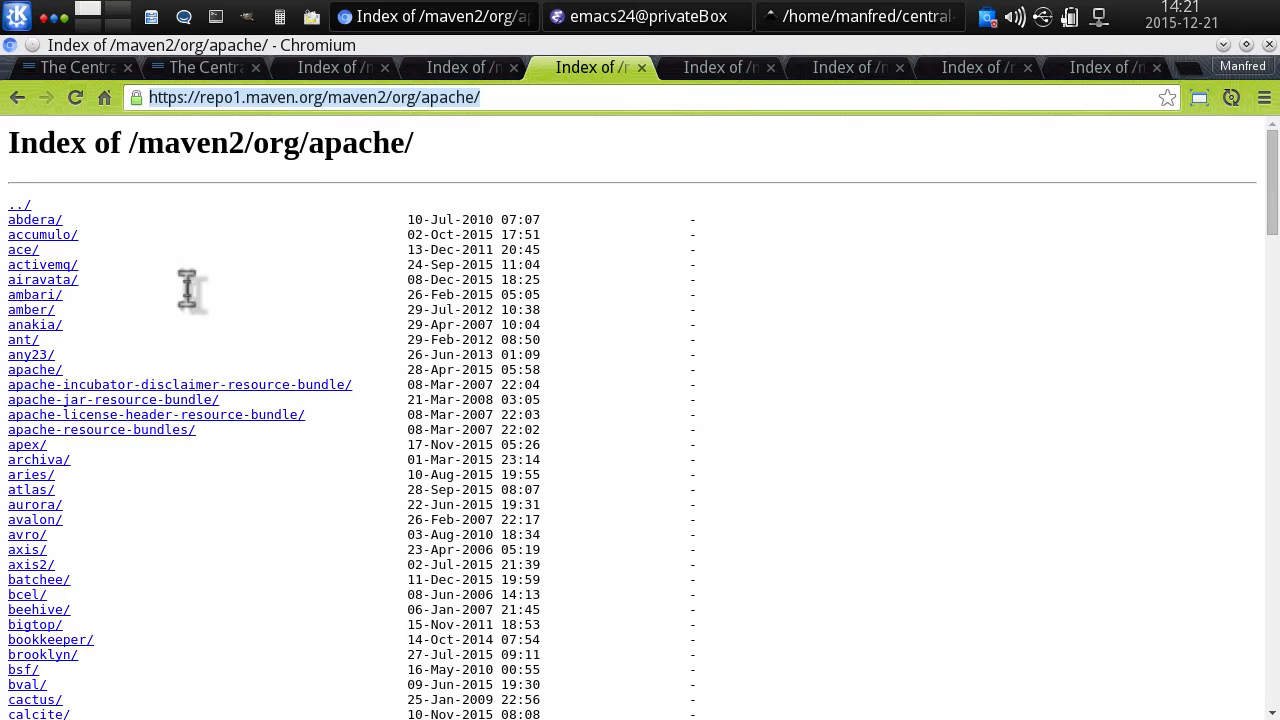 Index of /maven2/org/ap
emacs24@privateBox
/home/manfred/central-
14:21
2015-12-21
Index of /maven2/org/apache/ - Chromium
The Centra
The Centra
Index of /m
Index of /m
Index of /m
Index of /m
Index of /m
Index of /m
Index of /m
Manfred
https://repo1.maven.org/maven2/org/apache/
Index of /maven2/org/apache/
../
abdera/ 10-Jul-2010 07:07 -
accumulo/ 02-Oct-2015 17:51 -
ace/ 13-Dec-2011 20:45 -
activemq/ 24-Sep-2015 11:04 -
airavata/ 08-Dec-2015 18:25 -
ambari/ 26-Feb-2015 05:05 -
amber/ 29-Jul-2012 10:38 -
anakia/ 29-Apr-2007 10:04 -
ant/ 29-Feb-2012 08:50 -
any23/ 26-Jun-2013 01:09 -
apache/ 28-Apr-2015 05:58 -
apache-incubator-disclaimer-resource-bundle/ 08-Mar-2007 22:04 -
apache-jar-resource-bundle/ 21-Mar-2008 03:05 -
apache-license-header-resource-bundle/ 08-Mar-2007 22:03 -
apache-resource-bundles/ 08-Mar-2007 22:02 -
apex/ 17-Nov-2015 05:26 -
archiva/ 01-Mar-2015 23:14 -
aries/ 10-Aug-2015 19:55 -
atlas/ 28-Sep-2015 08:07 -
aurora/ 22-Jun-2015 19:31 -
avalon/ 26-Feb-2007 22:17 -
avro/ 03-Aug-2010 18:34 -
axis/ 23-Apr-2006 05:19 -
axis2/ 02-Jul-2015 21:39 -
batchee/ 11-Dec-2015 19:59 -
bcel/ 08-Jun-2006 14:13 -
beehive/ 06-Jan-2007 21:45 -
bigtop/ 15-Nov-2011 18:53 -
bookkeeper/ 14-Oct-2014 07:54 -
brooklyn/ 27-Jul-2015 09:11 -
bsf/ 16-May-2010 00:55 -
bval/ 09-Jun-2015 19:30 -
cactus/ 25-Jan-2009 22:56 -
calcite/ 10-Nov-2015 08:08 -